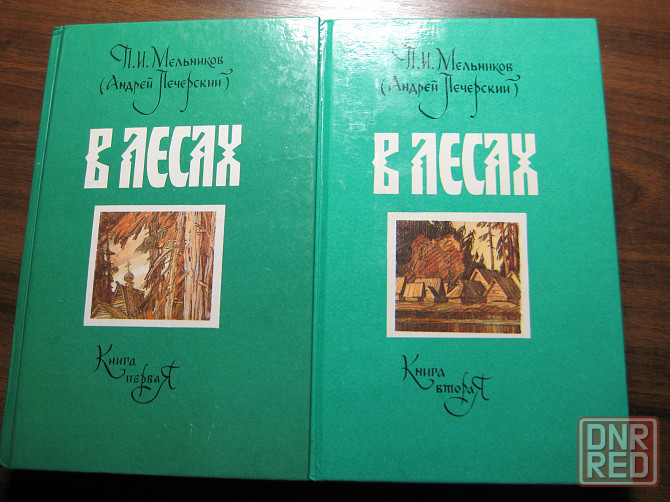 П.И. Мельников
(Андрей Печерский)
В ЛЕСАХ
Книга
первая
П.И. Мельников
(Андрей Печерский)
В ЛЕСАХ
Книга
вторая
DNR
RED